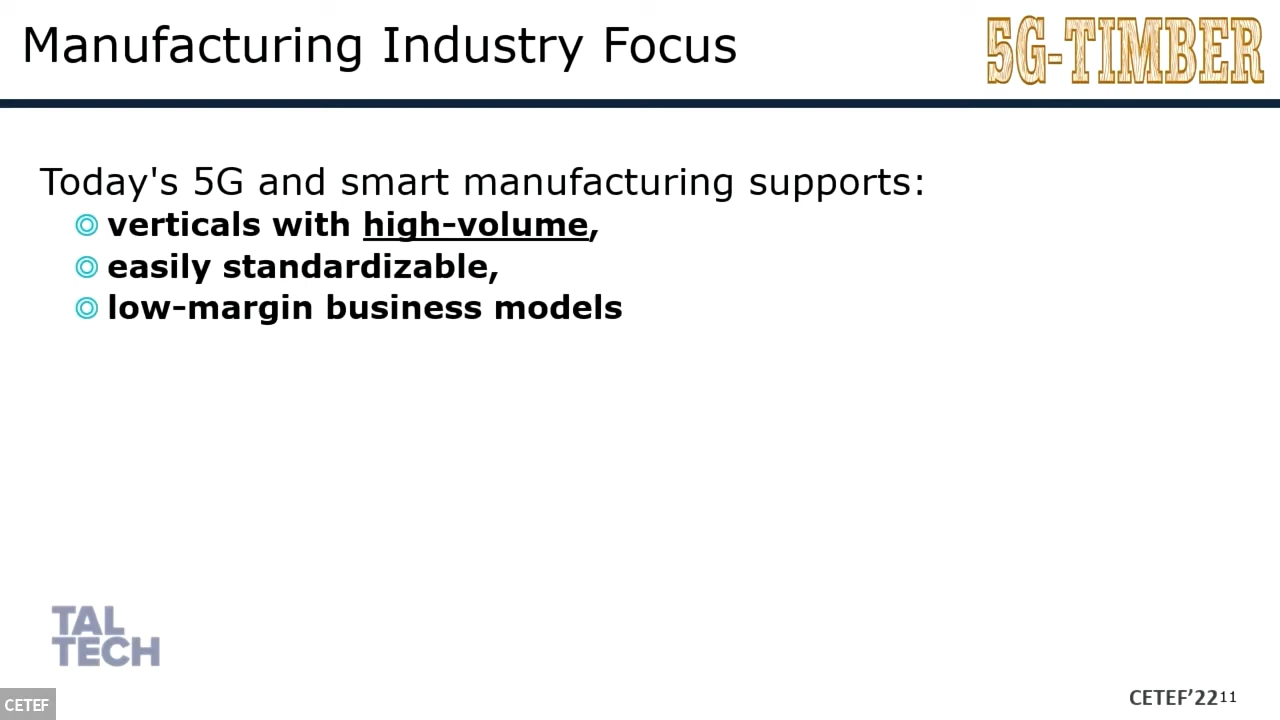 Manufacturing Industry Focus
5G-TIMBER
Today's 5G and smart manufacturing supports:
verticals with high-volume,
easily standardizable,
low-margin business models
TAL
TECH
CETEF
CETEF’22 11